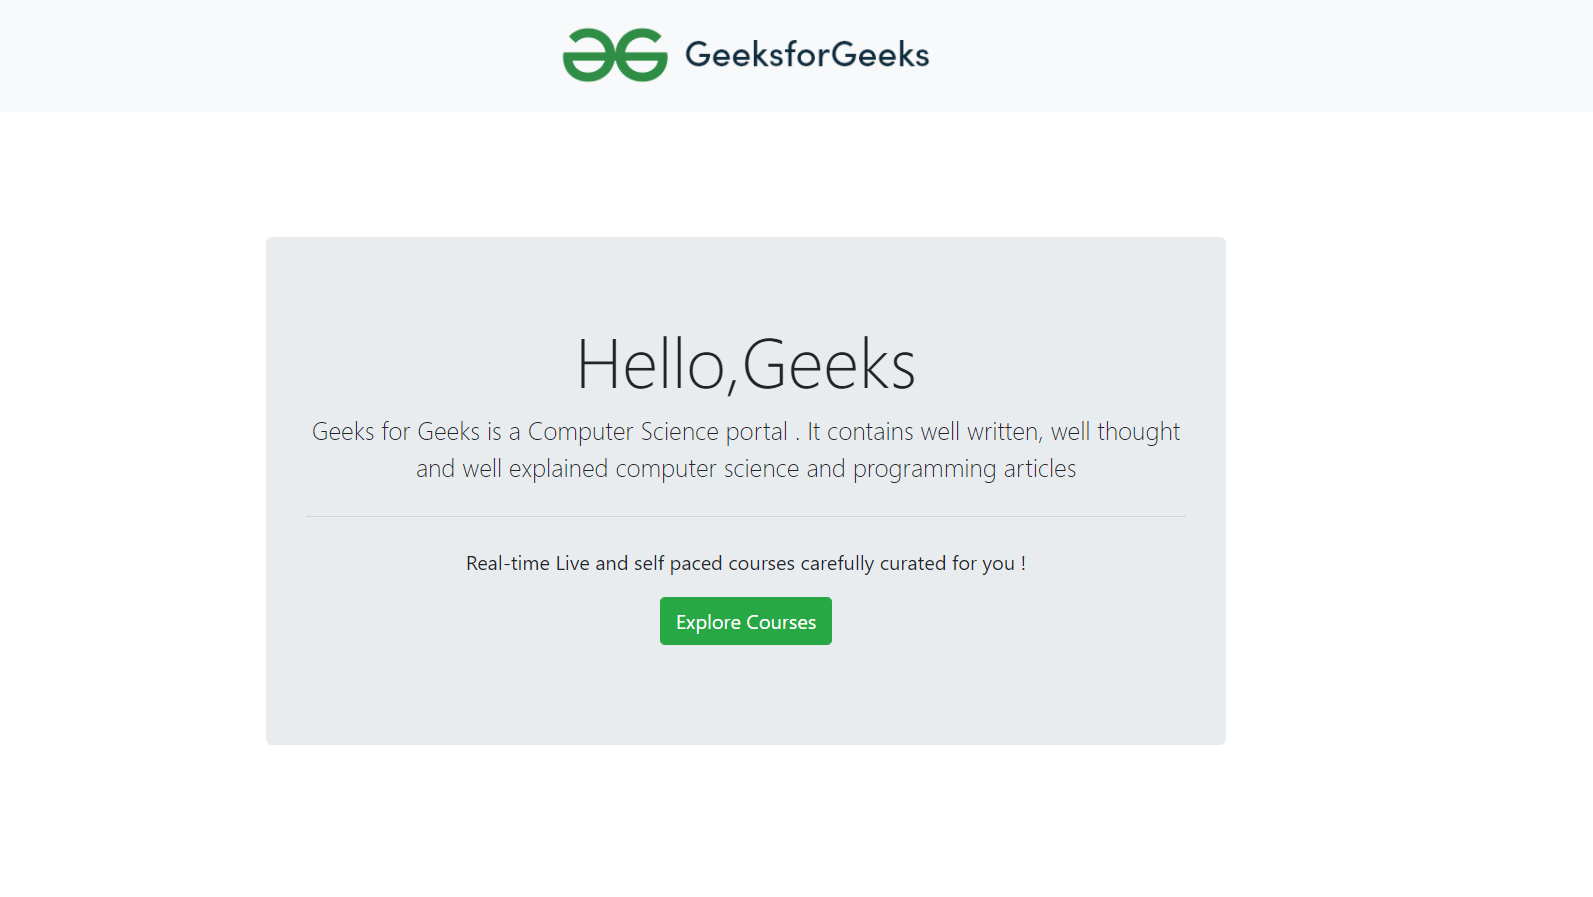 GeeksforGeeks
Hello,Geeks
Geeks for Geeks is a Computer Science portal . It contains well written, well thought
and well explained computer science and programming articles
Real-time Live and self paced courses carefully curated for you !
Explore Courses